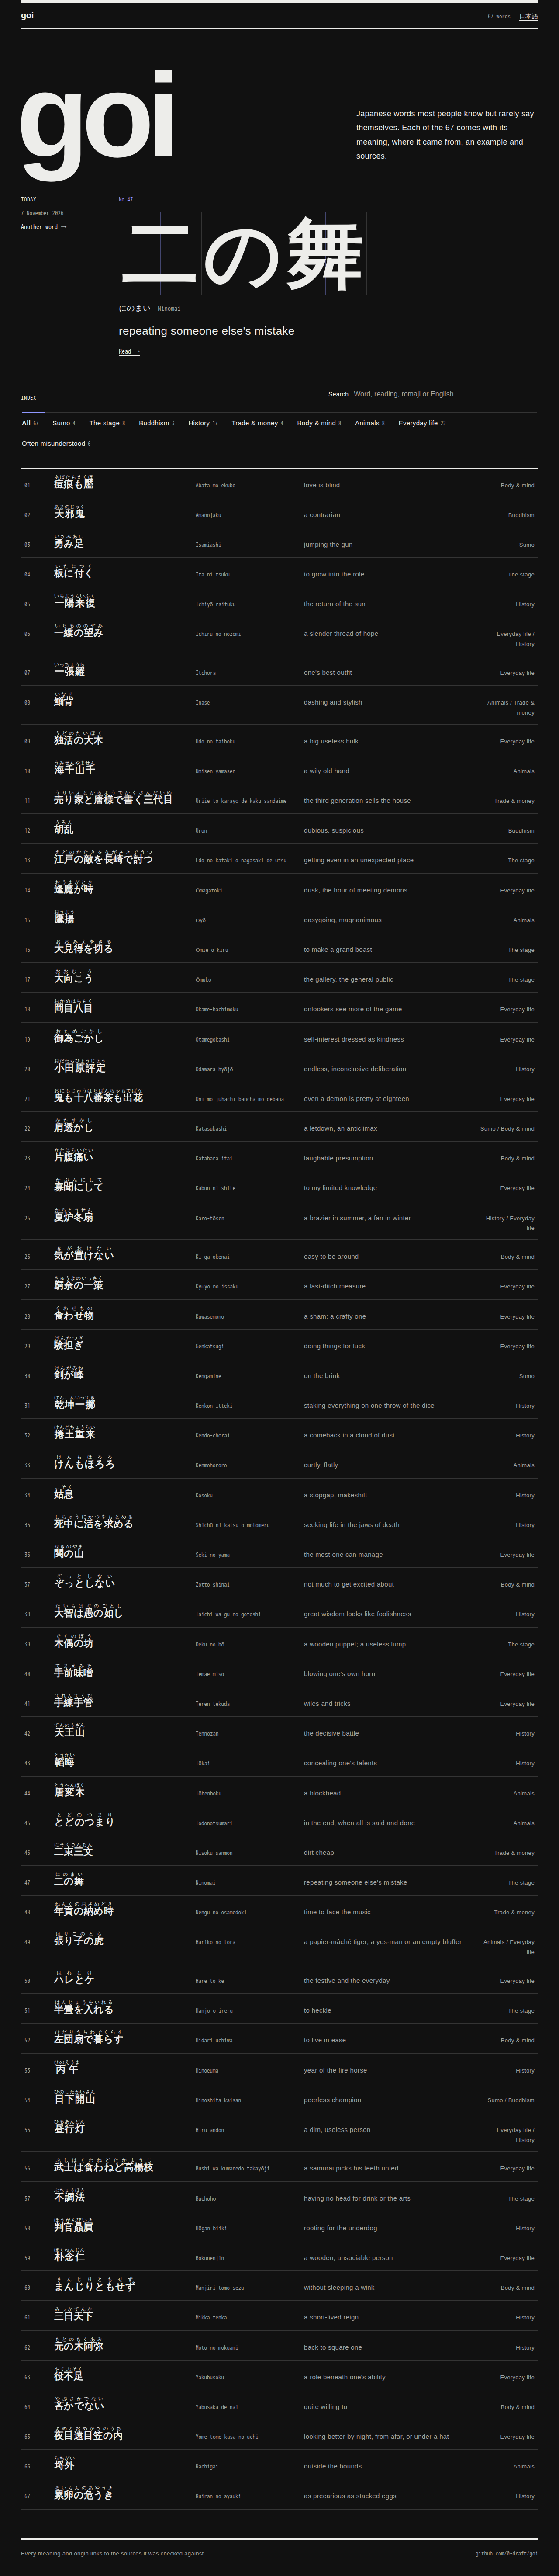 goi
67 words 日本語
goi
Japanese words most people know but rarely say
themselves. Each of the 67 comes with its
meaning, where it came from, an example and
sources.
TODAY
7 November 2026
Another word →
No.47
二の舞
にのまい Ninomai
repeating someone else's mistake
Read →
INDEX
Search Word, reading, romaji or English
All 67 Sumo 4 The stage 8 Buddhism 3 History 17 Trade & money 4 Body & mind 8 Animals 8 Everyday life 22
Often misunderstood 6
01 痘痕も靨 Abata mo ekubo love is blind Body & mind
02 天邪鬼 Amanojaku a contrarian Buddhism
03 勇み足 Isamiashi jumping the gun Sumo
04 板に付く Ita ni tsuku to grow into the role The stage
05 一陽来復 Ichiyō-raifuku the return of the sun History
06 一縷の望み Ichiru no nozomi a slender thread of hope Everyday life / History
07 一張羅 Itchōra one's best outfit Everyday life
08 鯔背 Inase dashing and stylish Animals / Trade & money
09 独活の大木 Udo no taiboku a big useless hulk Everyday life
10 海千山千 Umisen-yamasen a wily old hand Animals
11 売り家と唐様で書く三代目 Uriie to karayō de kaku sandaime the third generation sells the house Trade & money
12 胡乱 Uron dubious, suspicious Buddhism
13 江戸の敵を長崎で討つ Edo no kataki o nagasaki de utsu getting even in an unexpected place The stage
14 逢魔が時 Ōmagatoki dusk, the hour of meeting demons Everyday life
15 鷹揚 Ōyō easygoing, magnanimous Animals
16 大見得を切る Ōmie o kiru to make a grand boast The stage
17 大向こう Ōmukō the gallery, the general public The stage
18 岡目八目 Okame-hachimoku onlookers see more of the game Everyday life
19 御為ごかし Otamegokashi self-interest dressed as kindness Everyday life
20 小田原評定 Odawara hyōjō endless, inconclusive deliberation History
21 鬼も十八番茶も出花 Oni mo jūhachi bancha mo debana even a demon is pretty at eighteen Everyday life
22 肩透かし Katasukashi a letdown, an anticlimax Sumo / Body & mind
23 片腹痛い Katahara itai laughable presumption Body & mind
24 寡聞にして Kabun ni shite to my limited knowledge Everyday life
25 夏炉冬扇 Karo-tōsen a brazier in summer, a fan in winter History / Everyday life
26 気が置けない Ki ga okenai easy to be around Body & mind
27 窮余の一策 Kyūyo no issaku a last-ditch measure Everyday life
28 食わせ物 Kuwasemono a sham; a crafty one Everyday life
29 験担ぎ Genkatsugi doing things for luck Everyday life
30 剣が峰 Kengamine on the brink Sumo
31 乾坤一擲 Kenkon-itteki staking everything on one throw of the dice History
32 捲土重来 Kendo-chōrai a comeback in a cloud of dust History
33 けんもほろろ Kenmohororo curtly, flatly Animals
34 姑息 Kosoku a stopgap, makeshift History
35 死中に活を求める Shichū ni katsu o motomeru seeking life in the jaws of death History
36 関の山 Seki no yama the most one can manage Everyday life
37 ぞっとしない Zotto shinai not much to get excited about Body & mind
38 大智は愚の如し Taichi wa gu no gotoshi great wisdom looks like foolishness History
39 木偶の坊 Deku no bō a wooden puppet; a useless lump The stage
40 手前味噌 Temae miso blowing one's own horn Everyday life
41 手練手管 Teren-tekuda wiles and tricks Everyday life
42 天王山 Tennōzan the decisive battle History
43 韜晦 Tōkai concealing one's talents History
44 唐変木 Tōhenboku a blockhead Animals
45 とどのつまり Todonotsumari in the end, when all is said and done Animals
46 二束三文 Nisoku-sanmon dirt cheap Trade & money
47 二の舞 Ninomai repeating someone else's mistake The stage
48 年貢の納め時 Nengu no osamedoki time to face the music Trade & money
49 張り子の虎 Hariko no tora a papier-mâché tiger; a yes-man or an empty bluffer Animals / Everyday life
50 ハレとケ Hare to ke the festive and the everyday Everyday life
51 半畳を入れる Hanjō o ireru to heckle The stage
52 左団扇で暮らす Hidari uchiwa to live in ease Body & mind
53 丙午 Hinoeuma year of the fire horse History
54 日下開山 Hinoshita-kaisan peerless champion Sumo / Buddhism
55 昼行灯 Hiru andon a dim, useless person Everyday life / History
56 武士は食わねど高楊枝 Bushi wa kuwanedo takayōji a samurai picks his teeth unfed Everyday life
57 不調法 Buchōhō having no head for drink or the arts The stage
58 判官贔屓 Hōgan biiki rooting for the underdog History
59 朴念仁 Bokunenjin a wooden, unsociable person Everyday life
60 まんじりともせず Manjiri tomo sezu without sleeping a wink Body & mind
61 三日天下 Mikka tenka a short-lived reign History
62 元の木阿弥 Moto no mokuami back to square one History
63 役不足 Yakubusoku a role beneath one's ability Everyday life
64 吝かでない Yabusaka de nai quite willing to Body & mind
65 夜目遠目笠の内 Yome tōme kasa no uchi looking better by night, from afar, or under a hat Everyday life
66 埒外 Rachigai outside the bounds Animals
67 累卵の危うき Ruiran no ayauki as precarious as stacked eggs History
Every meaning and origin links to the sources it was checked against.